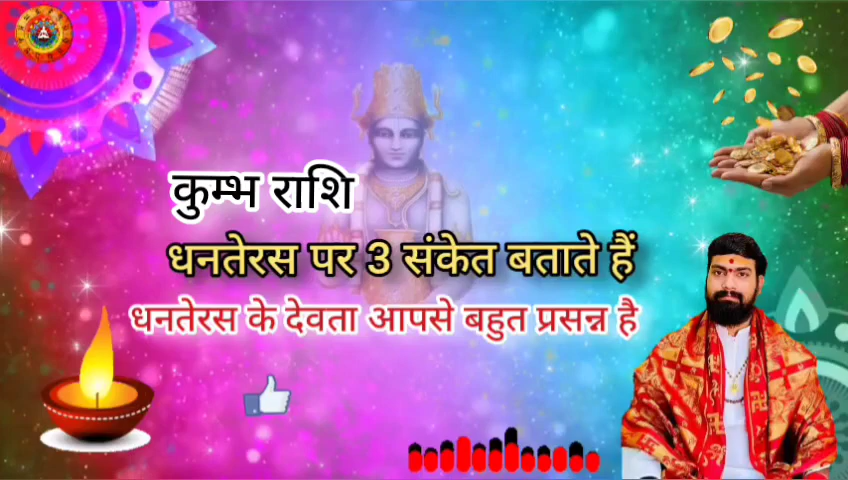 कुम्भ राशि
धनतेरस पर 3 संकेत बताते हैं
धनतेरस के देवता आपसे बहुत प्रसन्न है